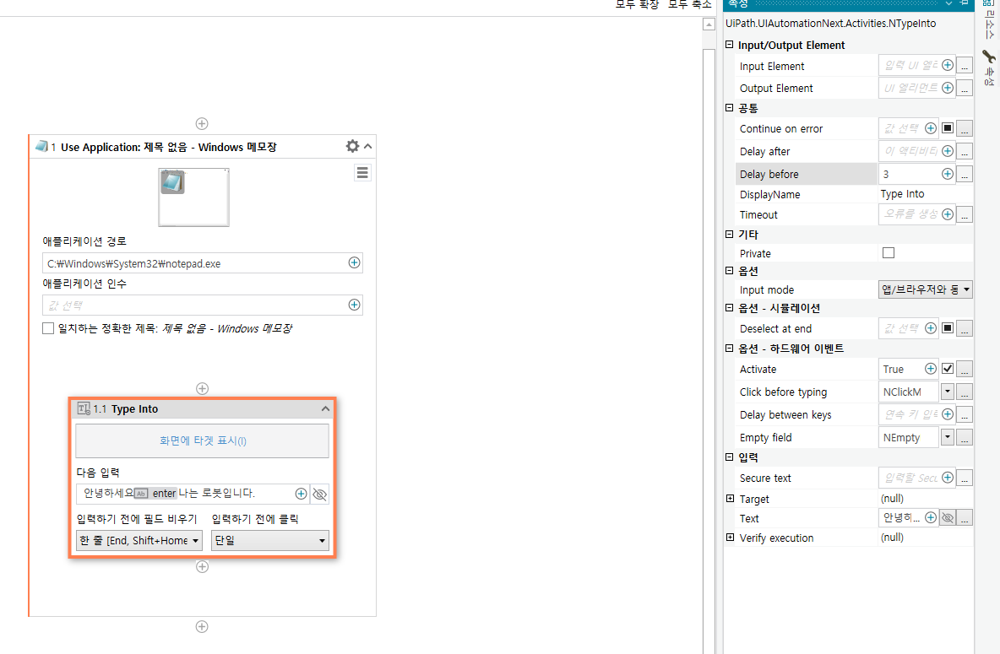 모두 확장 모두 축소
1 Use Application: 제목 없음 - Windows 메모장
애플리케이션 경로
C:₩Windows₩System32₩notepad.exe
애플리케이션 인수
값 선택
일치하는 정확한 제목: 제목 없음 - Windows 메모장
1.1 Type Into
화면에 타겟 표시(I)
다음 입력
안녕하세요 Ab enter 나는 로봇입니다.
입력하기 전에 필드 비우기 입력하기 전에 클릭
한 줄 [End, Shift+Home 단일
속성
UiPath.UIAutomationNext.Activities.NTypeInto
Input/Output Element
Input Element 입력 UI 엘리 ...
Output Element UI 엘리먼트 ...
공통
Continue on error 값 선택 ...
Delay after 이 액티비티 ...
Delay before 3 ...
DisplayName Type Into
Timeout 오류를 생성 ...
기타
Private
옵션
Input mode 앱/브라우저와 동
옵션 - 시뮬레이션
Deselect at end 값 선택 ...
옵션 - 하드웨어 이벤트
Activate True ...
Click before typing NClickM ...
Delay between keys 연속 키 입력 ...
Empty field NEmpty ...
입력
Secure text 입력할 Secu ...
Target (null)
Text 안녕히... ...
Verify execution (null)
리소스
속성